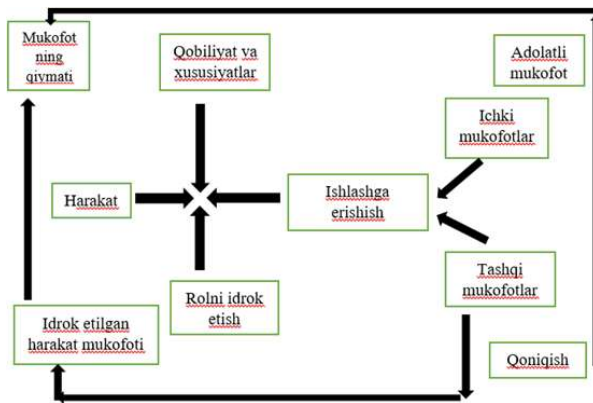 Mukofot
ning
qiymati
Qobiliyat va
xususiyatlar
Adolatli
mukofot
Ichki
mukofotlar
Harakat
Ishlashga
erishish
Rolni idrok
etish
Tashqi
mukofotlar
Idrok etilgan
harakat mukofoti
Qoniqish